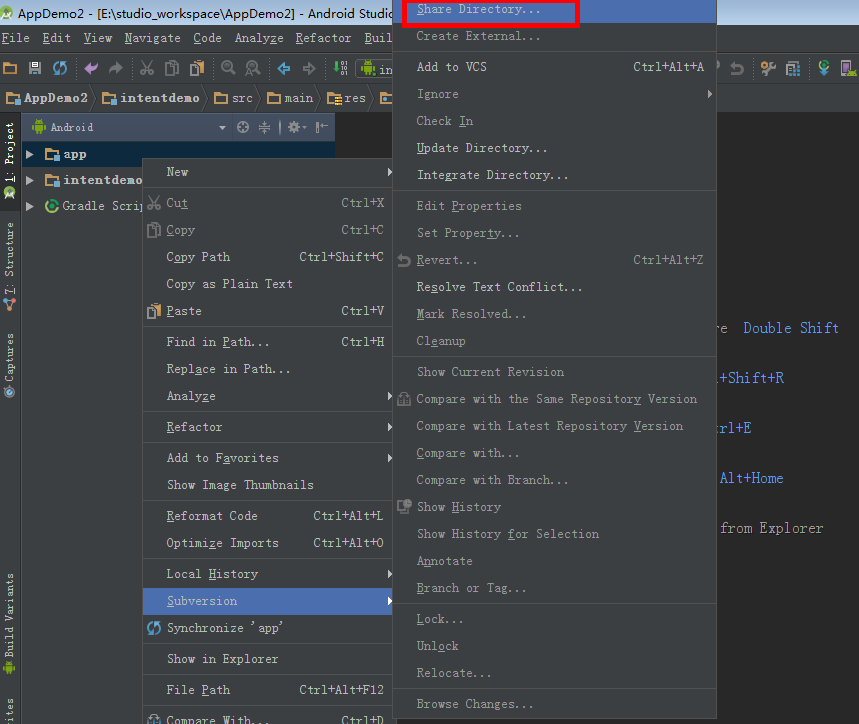 AppDemo2 - [E:\studio_workspace\AppDemo2] - Android Studio
File Edit View Navigate Code Analyze Refactor Buil
in
AppDemo2 intentdemo src main res
Android
1: Project
7: Structure
Captures
Build Variants
ites
app
intentdemo
Gradle Scrip
New
Cut Ctrl+X
Copy Ctrl+C
Copy Path Ctrl+Shift+C
Copy as Plain Text
Paste Ctrl+V
Find in Path... Ctrl+H
Replace in Path...
Analyze
Refactor
Add to Favorites
Show Image Thumbnails
Reformat Code Ctrl+Alt+L
Optimize Imports Ctrl+Alt+O
Local History
Subversion
Synchronize 'app'
Show in Explorer
File Path Ctrl+Alt+F12
Compare With... Ctrl+D
Share Directory...
Create External...
Add to VCS Ctrl+Alt+A
Ignore
Check In
Update Directory...
Integrate Directory...
Edit Properties
Set Property...
Revert... Ctrl+Alt+Z
Resolve Text Conflict...
Mark Resolved...
Cleanup
Show Current Revision
Compare with the Same Repository Version
Compare with Latest Repository Version
Compare with...
Compare with Branch...
Show History
Show History for Selection
Annotate
Branch or Tag...
Lock...
Unlock
Relocate...
Browse Changes...
re Double Shift
+Shift+R
rl+E
Alt+Home
from Explorer